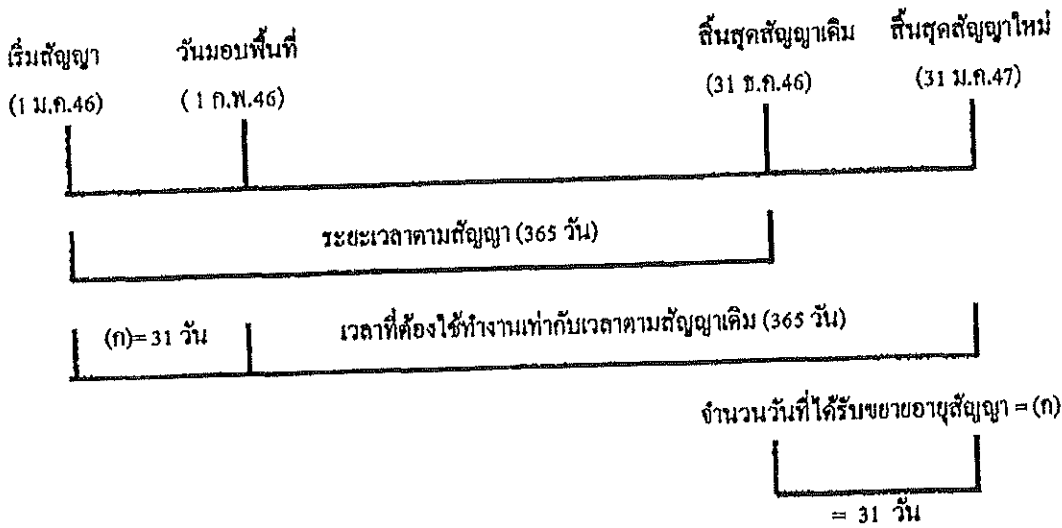 เริ่มสัญญา วันมอบพื้นที่ สิ้นสุดสัญญาเดิม สิ้นสุดสัญญาใหม่
(1 ม.ค.46) ( 1 ก.พ.46) (31 ธ.ค.46) (31 ม.ค.47)
ระยะเวลาตามสัญญา (365 วัน)
(ก)= 31 วัน เวลาที่ต้องใช้ทำงานเท่ากับเวลาตามสัญญาเดิม (365 วัน)
จำนวนวันที่ได้รับขยายอายุสัญญา = (ก)
= 31 วัน